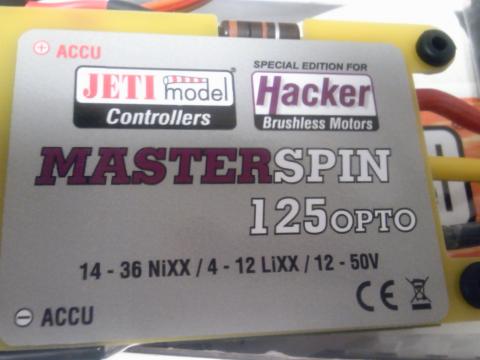 ACCU
JETI model
Controllers
SPECIAL EDITION FOR
Hacker
Brushless Motors
MASTERSPIN
125OPTO
14 - 36 NiXX / 4 - 12 LiXX / 12 - 50V
CE
ACCU